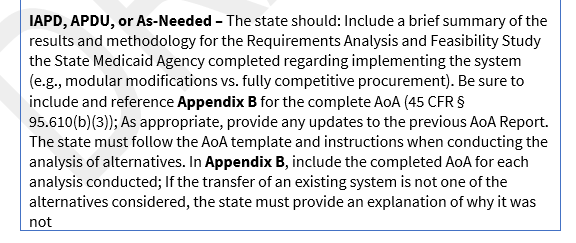 IAPD, APDU, or As-Needed – The state should: Include a brief summary of the
results and methodology for the Requirements Analysis and Feasibility Study
the State Medicaid Agency completed regarding implementing the system
(e.g., modular modifications vs. fully competitive procurement). Be sure to
include and reference Appendix B for the complete AoA (45 CFR §
95.610(b)(3)); As appropriate, provide any updates to the previous AoA Report.
The state must follow the AoA template and instructions when conducting the
analysis of alternatives. In Appendix B, include the completed AoA for each
analysis conducted; If the transfer of an existing system is not one of the
alternatives considered, the state must provide an explanation of why it was
not